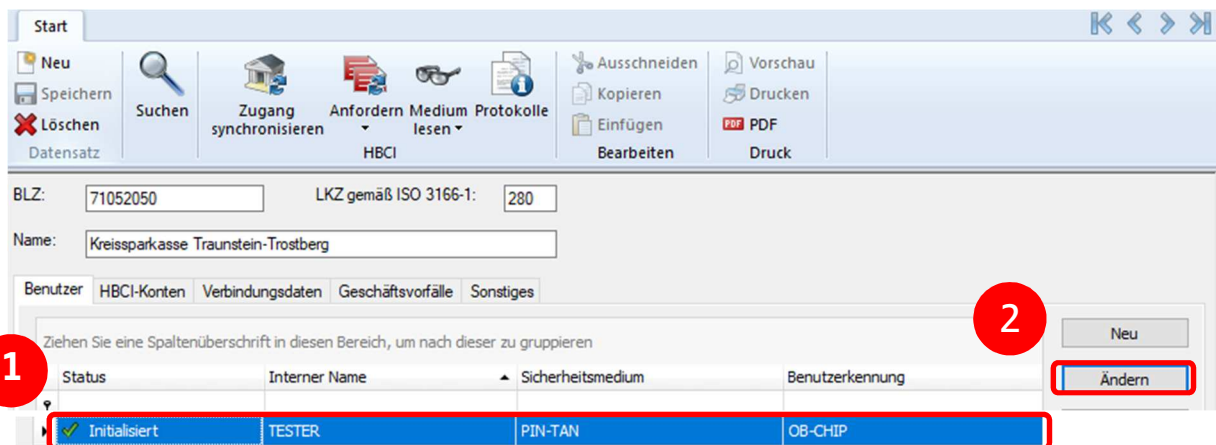 Start
Neu
Speichern
Löschen
Datensatz
Suchen
Zugang
synchronisieren
Anfordern
Medium
lesen
Protokolle
HBCI
Ausschneiden
Kopieren
Einfügen
Bearbeiten
Vorschau
Drucken
PDF PDF
Druck
BLZ: 71052050 LKZ gemäß ISO 3166-1: 280
Name: Kreissparkasse Traunstein-Trostberg
Benutzer HBCI-Konten Verbindungsdaten Geschäftsvorfälle Sonstiges
2
Neu
Ziehen Sie eine Spaltenüberschrift in diesen Bereich, um nach dieser zu gruppieren
1
Status Interner Name Sicherheitsmedium Benutzerkennung
Ändern
Initialisiert TESTER PIN-TAN OB-CHIP